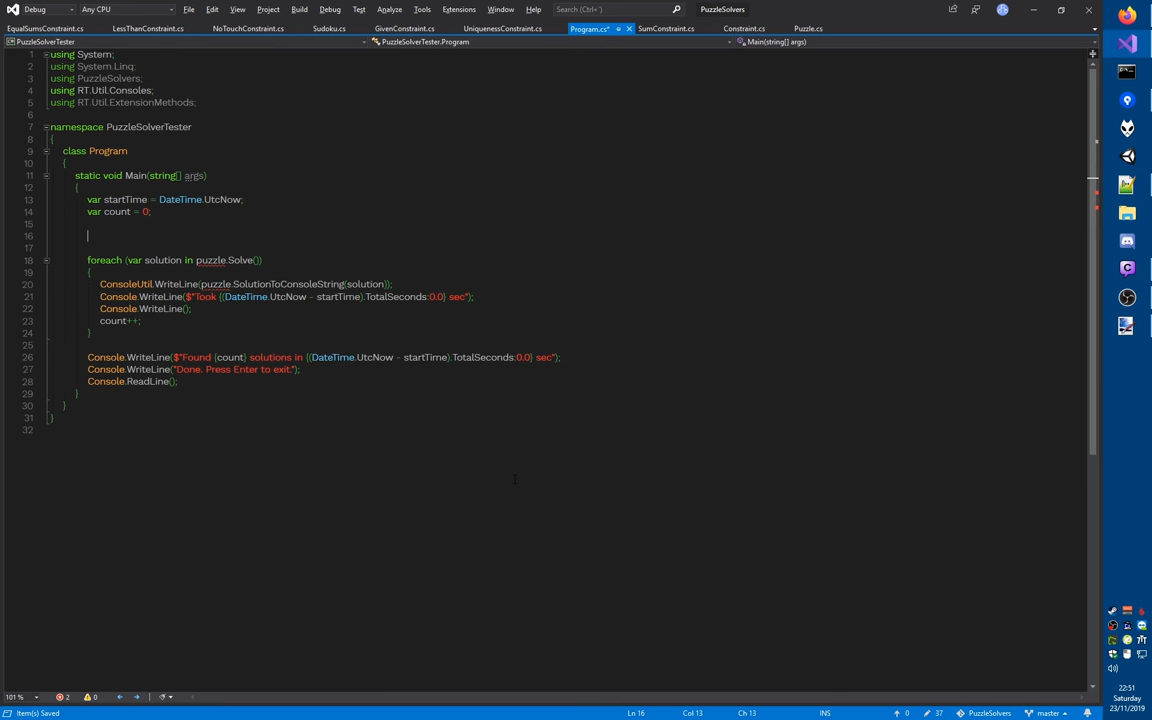 Debug Any CPU File Edit View Project Build Debug Test Analyze Tools Extensions Window Help Search (Ctrl+') PuzzleSolvers
EqualSumsConstraint.cs LessThanConstraint.cs NoTouchConstraint.cs Sudoku.cs GivenConstraint.cs UniquenessConstraint.cs Program.cs* SumConstraint.cs Constraint.cs Puzzle.cs
PuzzleSolverTester PuzzleSolverTester.Program Main(string[] args)
1 using System;
2 using System.Linq;
3 using PuzzleSolvers;
4 using RT.Util.Consoles;
5 using RT.Util.ExtensionMethods;
6
7 namespace PuzzleSolverTester
8 {
9 class Program
10 {
11 static void Main(string[] args)
12 {
13 var startTime = DateTime.UtcNow;
14 var count = 0;
15
16
17
18 foreach (var solution in puzzle.Solve())
19 {
20 ConsoleUtil.WriteLine(puzzle.SolutionToConsoleString(solution));
21 Console.WriteLine($"Took {(DateTime.UtcNow - startTime).TotalSeconds:0.0} sec");
22 Console.WriteLine();
23 count++;
24 }
25
26 Console.WriteLine($"Found {count} solutions in {(DateTime.UtcNow - startTime).TotalSeconds:0.0} sec");
27 Console.WriteLine("Done. Press Enter to exit.");
28 Console.ReadLine();
29 }
30 }
31 }
32
101 % 2 0
Item(s) Saved Ln 16 Col 13 Ch 13 INS 0 37 PuzzleSolvers master
22:51
Saturday
23/11/2019